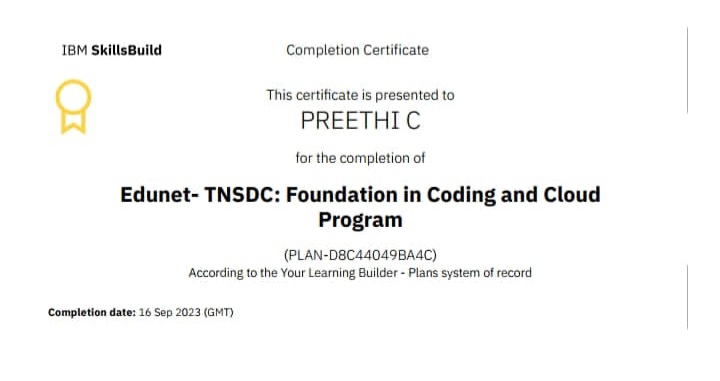 IBM SkillsBuild
Completion Certificate
This certificate is presented to
PREETHI C
for the completion of
Edunet- TNSDC: Foundation in Coding and Cloud
Program
(PLAN-D8C44049BA4C)
According to the Your Learning Builder - Plans system of record
Completion date: 16 Sep 2023 (GMT)